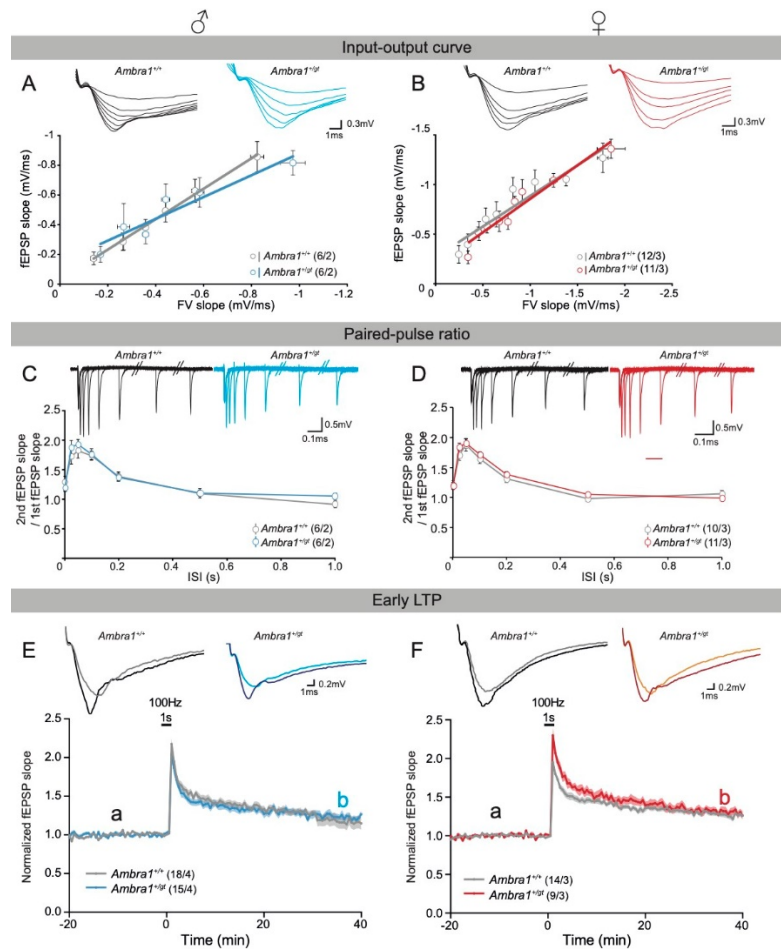 ♂ ♀
Input-output curve
A
Ambra1+/+
Ambra1+/gt
0.3mV
1ms
-1
-0.8
-0.6
-0.4
-0.2
0
fEPSP slope (mV/ms)
0 -0.2 -0.4 -0.6 -0.8 -1 -1.2
FV slope (mV/ms)
Ambra1+/+ (6/2)
Ambra1+/gt (6/2)
B
Ambra1+/+
Ambra1+/gt
0.3mV
1ms
-1.5
-1
-0.5
0
fEPSP slope (mV/ms)
0 -0.5 -1 -1.5 -2 -2.5
FV slope (mV/ms)
Ambra1+/+ (12/3)
Ambra1+/gt (11/3)
Paired-pulse ratio
C
Ambra1+/+
Ambra1+/gt
0.5mV
0.1ms
2.5
2.0
1.5
1.0
0.5
2nd fEPSP slope
/ 1st fEPSP slope
0 0.2 0.4 0.6 0.8 1.0
ISI (s)
Ambra1+/+ (6/2)
Ambra1+/gt (6/2)
D
Ambra1+/+
Ambra1+/gt
0.5mV
0.1ms
2.5
2.0
1.5
1.0
0.5
2nd fEPSP slope
/ 1st fEPSP slope
0 0.2 0.4 0.6 0.8 1.0
ISI (s)
Ambra1+/+ (10/3)
Ambra1+/gt (11/3)
Early LTP
E
Ambra1+/+
Ambra1+/gt
0.2mV
1ms
100Hz
1s
2.5
2.0
1.5
1.0
0.5
0.0
Normalized fEPSP slope
a
b
Ambra1+/+ (18/4)
Ambra1+/gt (15/4)
-20 0 20 40
Time (min)
F
Ambra1+/+
Ambra1+/gt
0.2mV
1ms
100Hz
1s
2.5
2.0
1.5
1.0
0.5
0.0
Normalized fEPSP slope
a
b
Ambra1+/+ (14/3)
Ambra1+/gt (9/3)
-20 0 20 40
Time (min)